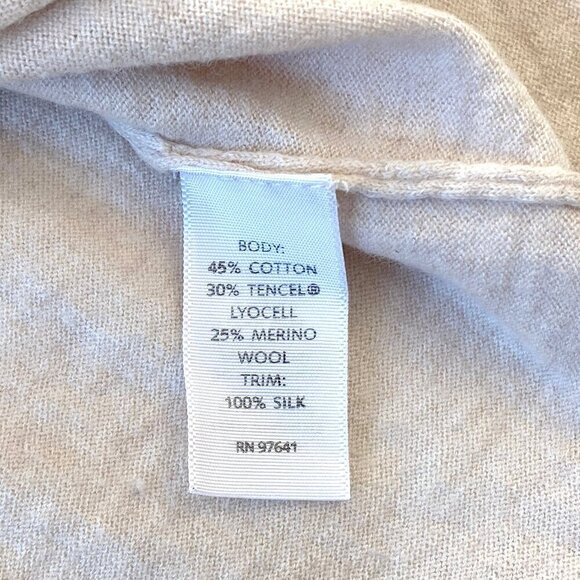 BODY:
45% COTTON
30% TENCEL®
LYOCELL
25% MERINO
WOOL
TRIM:
100% SILK
RN 97641